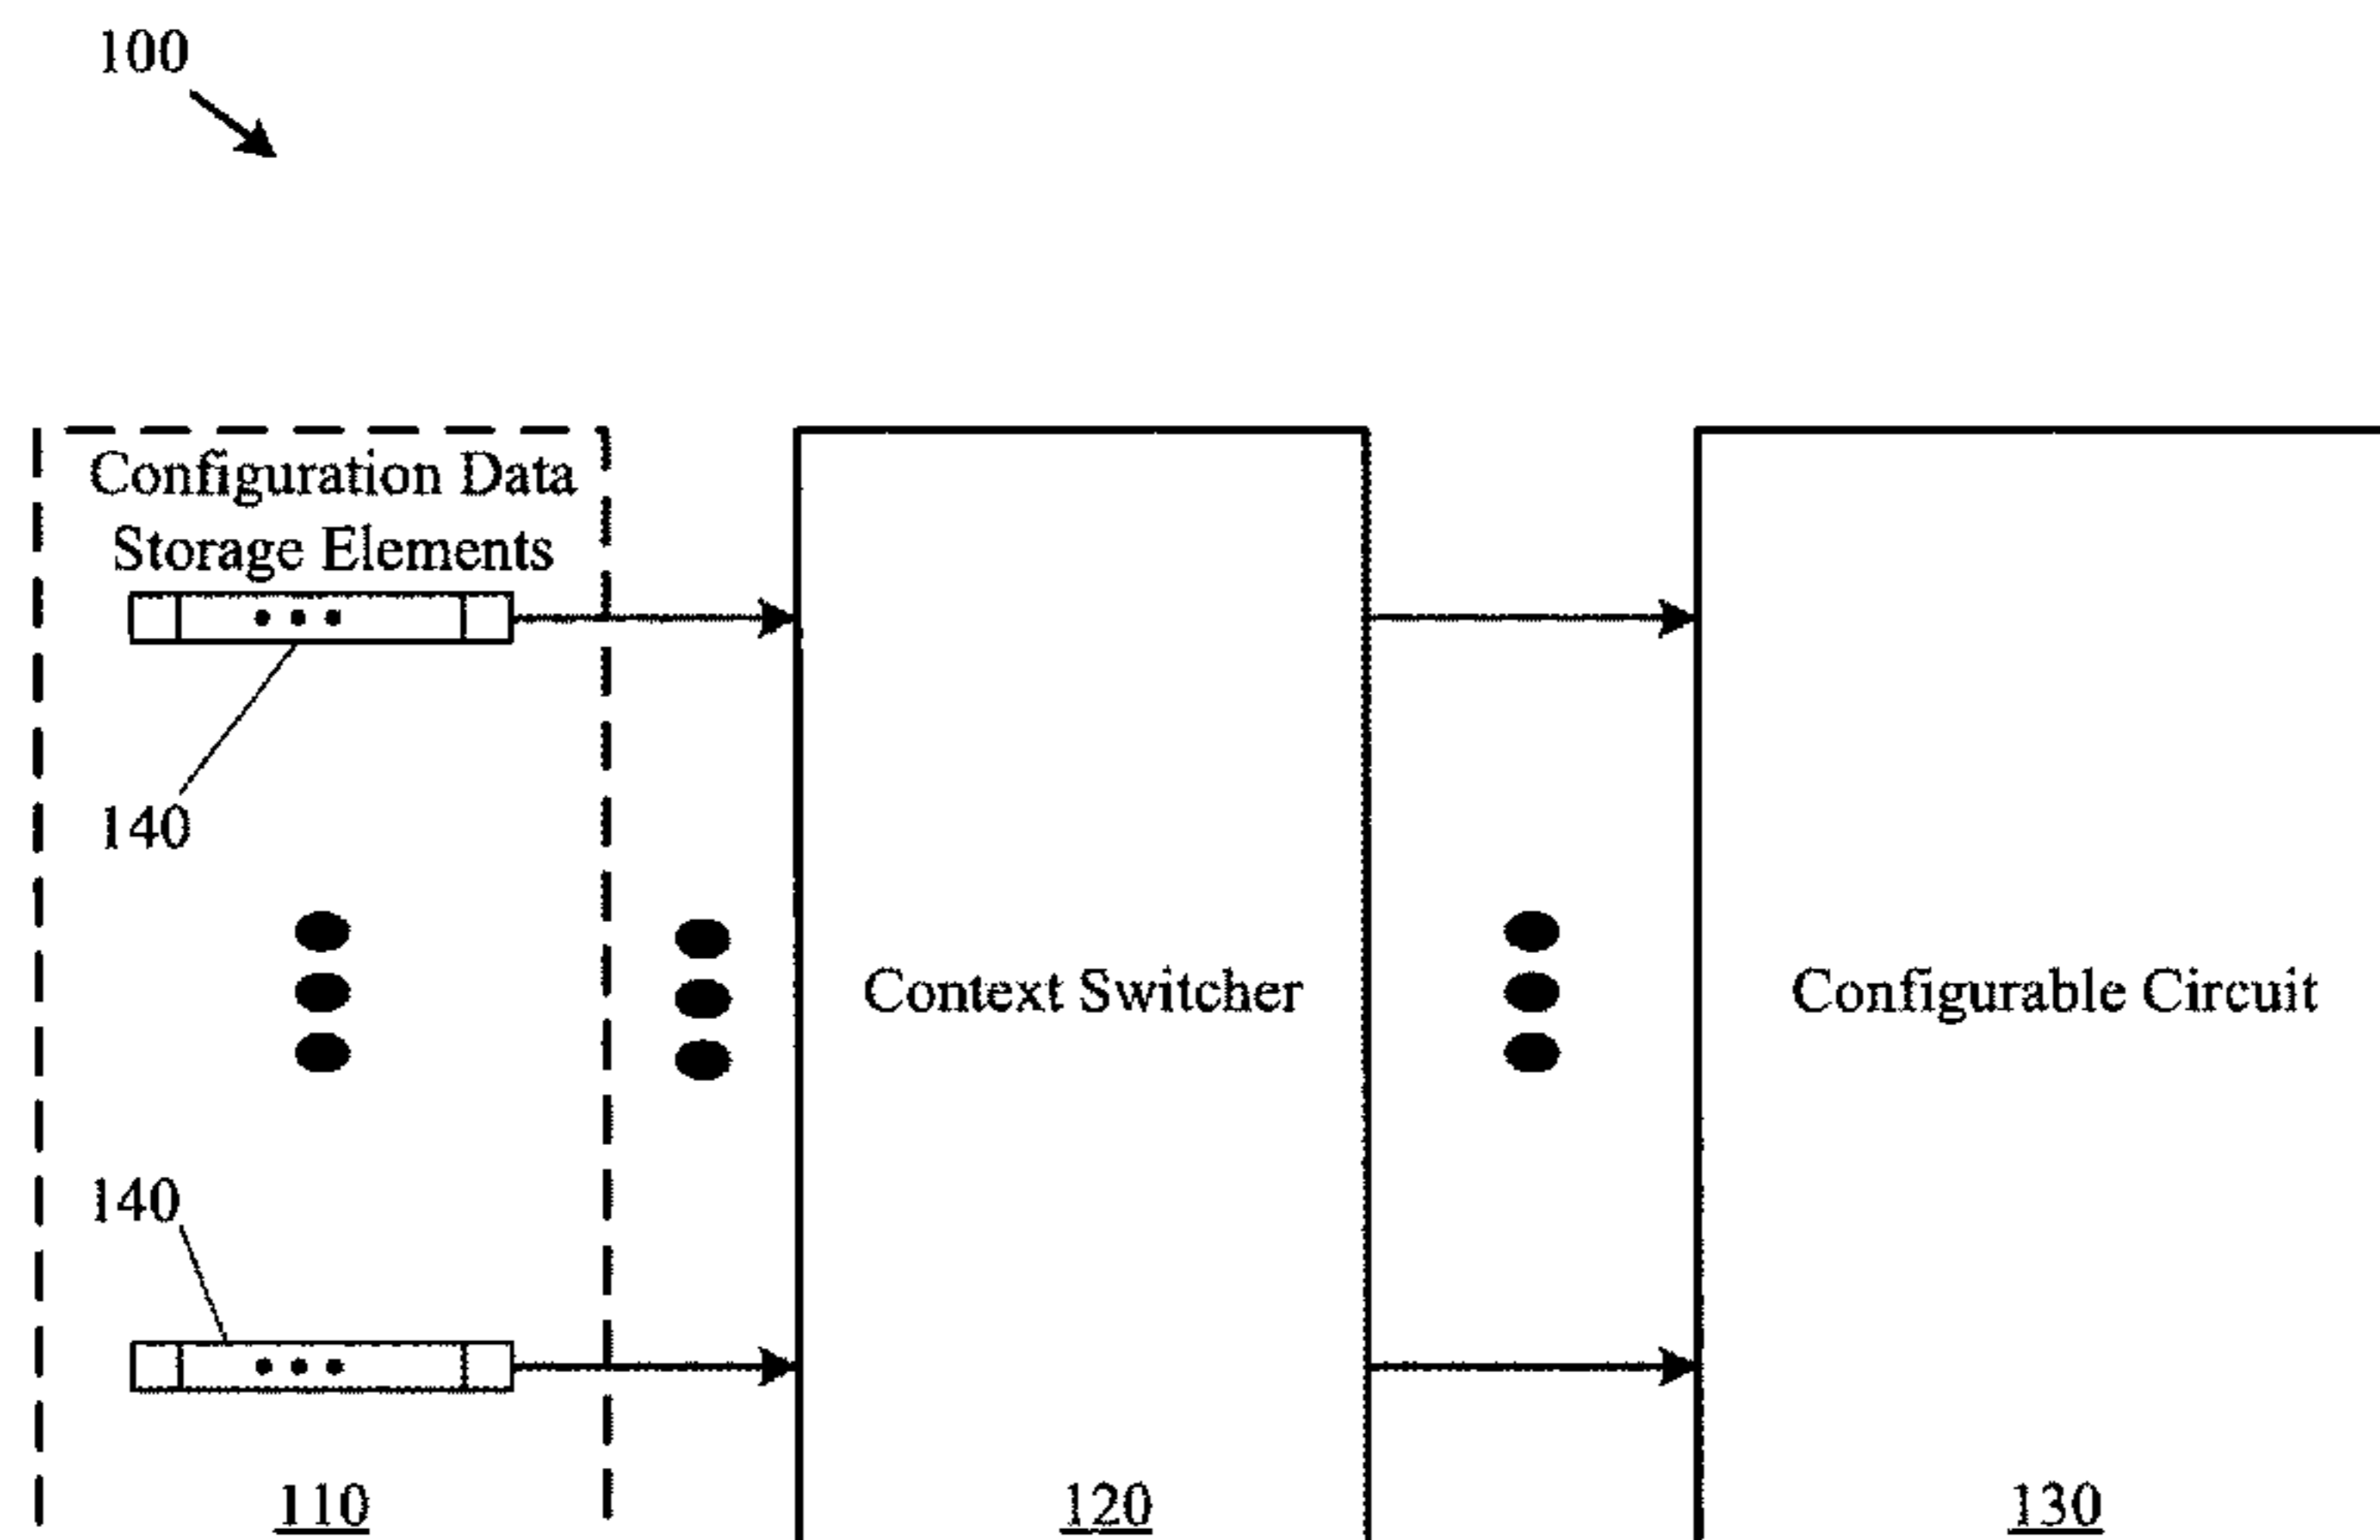 100
Configuration Data
Storage Elements
140
Context Switcher
Configurable Circuit
140
110
120
130